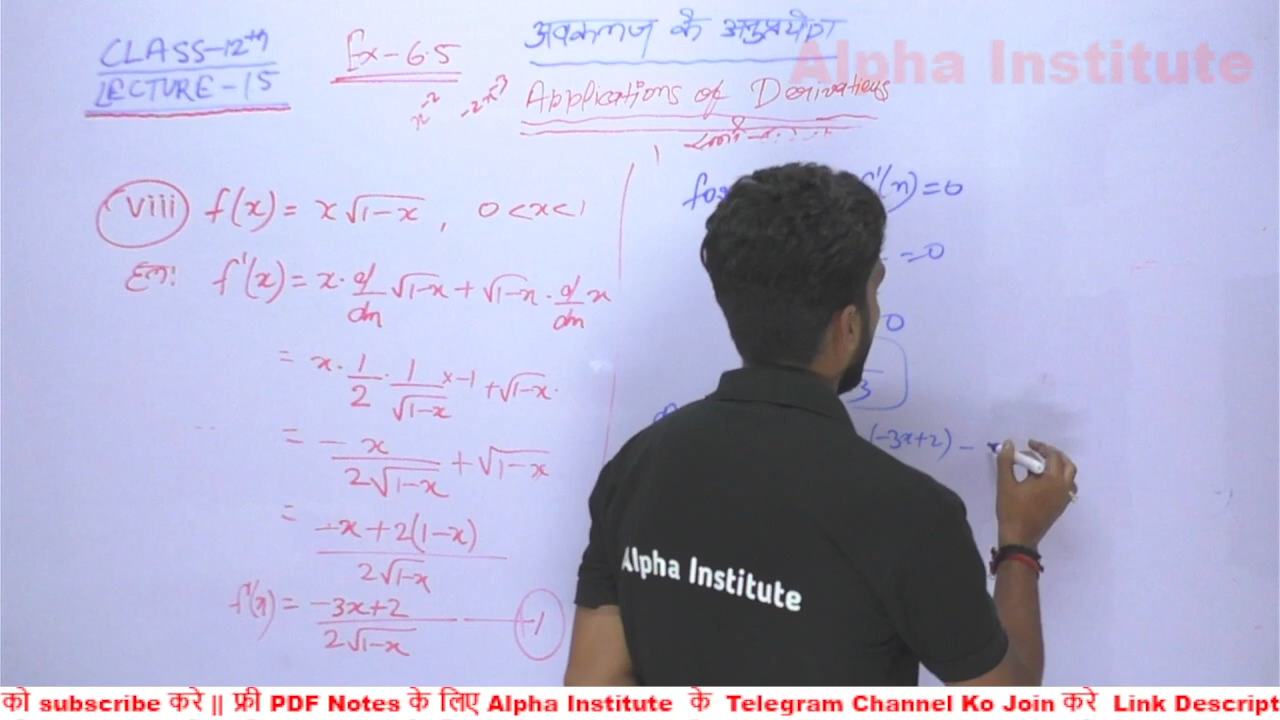 CLASS-12th
LECTURE-15
Ex-6.5
अवकलज के अनुप्रयोग
Applications of Derivatives
Alpha Institute
viii) f(x) = x√1-x , 0<x<1
हल: f'(x) = x · d/dx √1-x + √1-x · d/dx x
= x · 1/2 · 1/√1-x × -1 + √1-x ·
= -x/2√1-x + √1-x
= -x+2(1-x)/2√1-x
f'(x) = -3x+2/2√1-x — 1
f'(x)=0
=0
0
3
(-3x+2) -
Alpha Institute
को subscribe करे || फ्री PDF Notes के लिए Alpha Institute के Telegram Channel Ko Join करे Link Descript